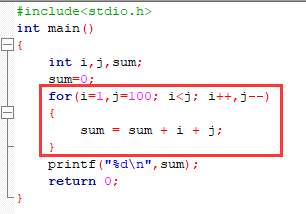 #include<stdio.h>
int main()
{
int i,j,sum;
sum=0;
for(i=1,j=100; i<j; i++,j--)
{
sum = sum + i + j;
}
printf("%d\n",sum);
return 0;
}